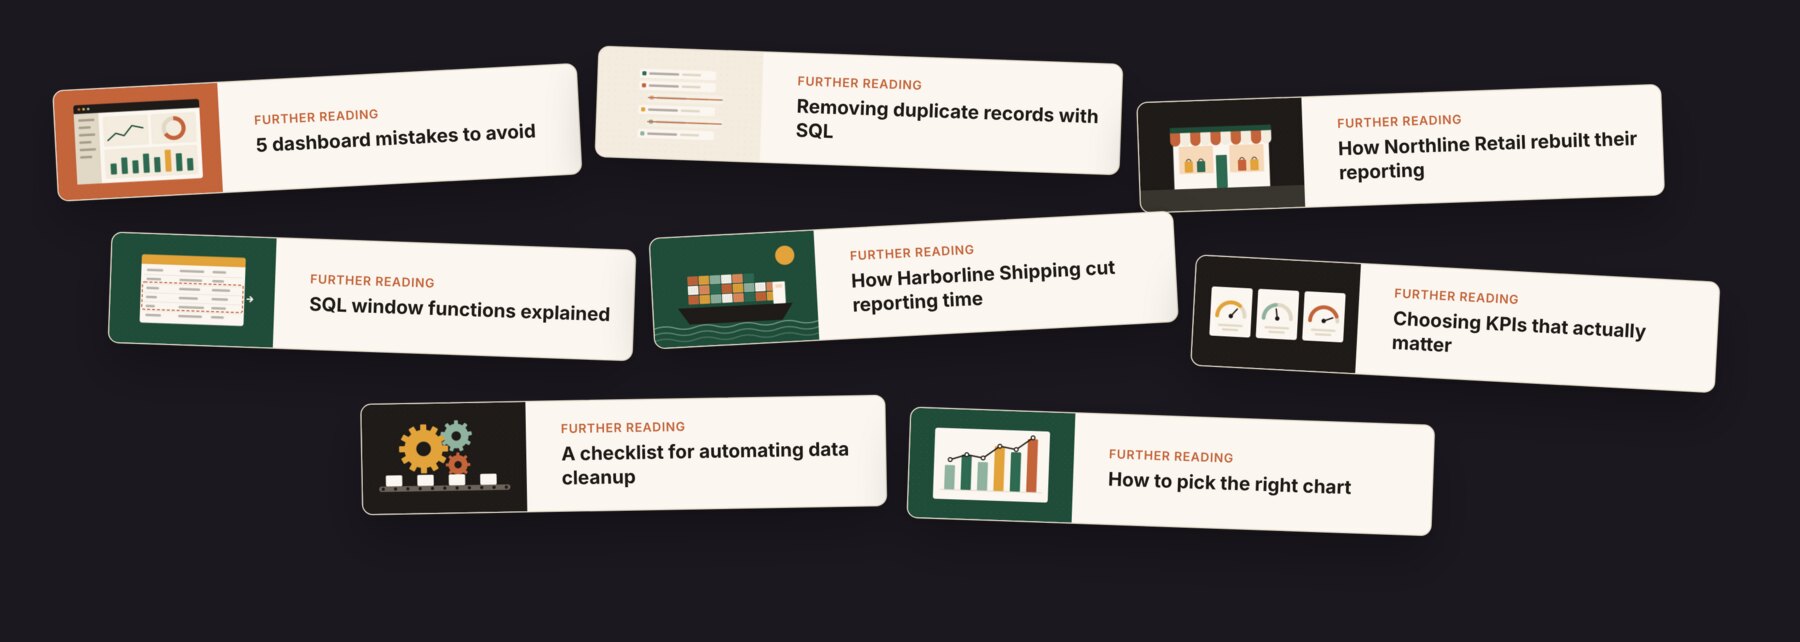 FURTHER READING
5 dashboard mistakes to avoid
FURTHER READING
Removing duplicate records with
SQL
FURTHER READING
How Northline Retail rebuilt their
reporting
FURTHER READING
SQL window functions explained
FURTHER READING
How Harborline Shipping cut
reporting time
FURTHER READING
Choosing KPIs that actually
matter
FURTHER READING
A checklist for automating data
cleanup
FURTHER READING
How to pick the right chart